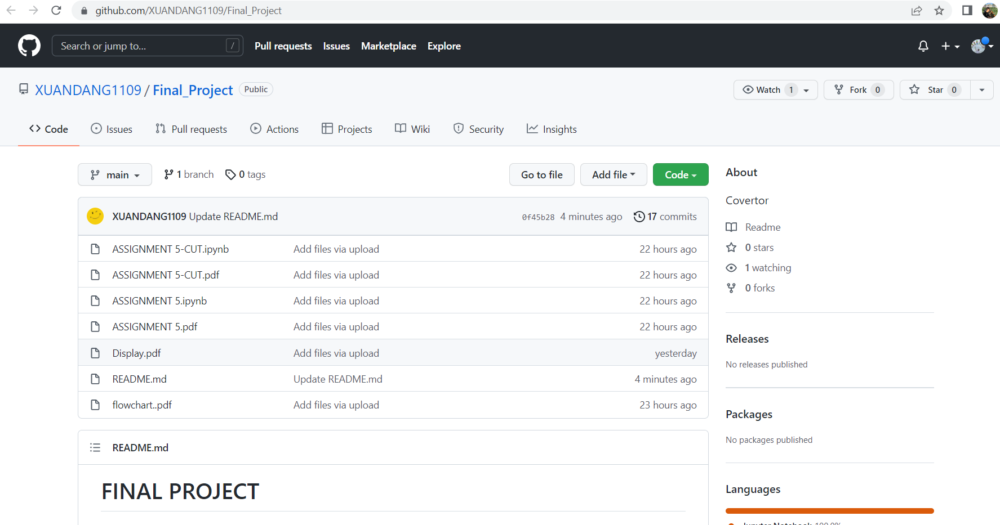 github.com/XUANDANG1109/Final_Project
Search or jump to... / Pull requests Issues Marketplace Explore
XUANDANG1109 / Final_Project Public Watch 1 Fork 0 Star 0
Code Issues Pull requests Actions Projects Wiki Security Insights
main 1 branch 0 tags Go to file Add file Code
XUANDANG1109 Update README.md 0f45b28 4 minutes ago 17 commits
ASSIGNMENT 5-CUT.ipynb Add files via upload 22 hours ago
ASSIGNMENT 5-CUT.pdf Add files via upload 22 hours ago
ASSIGNMENT 5.ipynb Add files via upload 22 hours ago
ASSIGNMENT 5.pdf Add files via upload 22 hours ago
Display.pdf Add files via upload yesterday
README.md Update README.md 4 minutes ago
flowchart..pdf Add files via upload 23 hours ago
README.md
FINAL PROJECT
About
Covertor
Readme
0 stars
1 watching
0 forks
Releases
No releases published
Packages
No packages published
Languages
Jupyter Notebook 100.0%